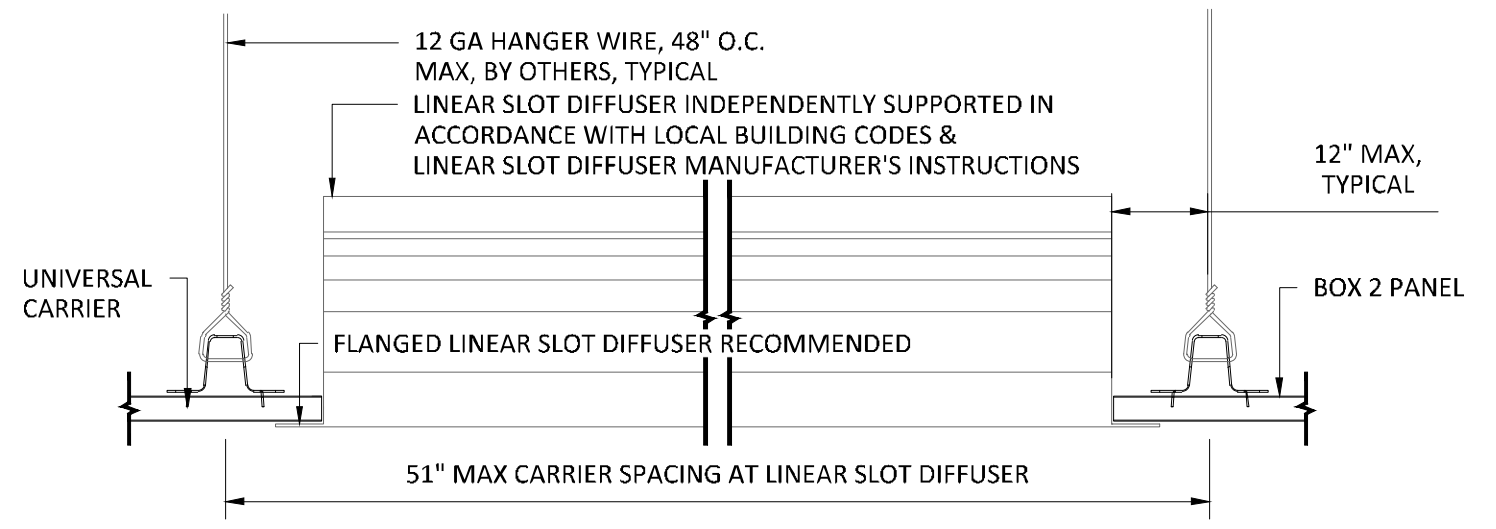 12 GA HANGER WIRE, 48" O.C.
MAX, BY OTHERS, TYPICAL
LINEAR SLOT DIFFUSER INDEPENDENTLY SUPPORTED IN
ACCORDANCE WITH LOCAL BUILDING CODES &
LINEAR SLOT DIFFUSER MANUFACTURER'S INSTRUCTIONS
12" MAX,
TYPICAL
UNIVERSAL
CARRIER
BOX 2 PANEL
FLANGED LINEAR SLOT DIFFUSER RECOMMENDED
51" MAX CARRIER SPACING AT LINEAR SLOT DIFFUSER